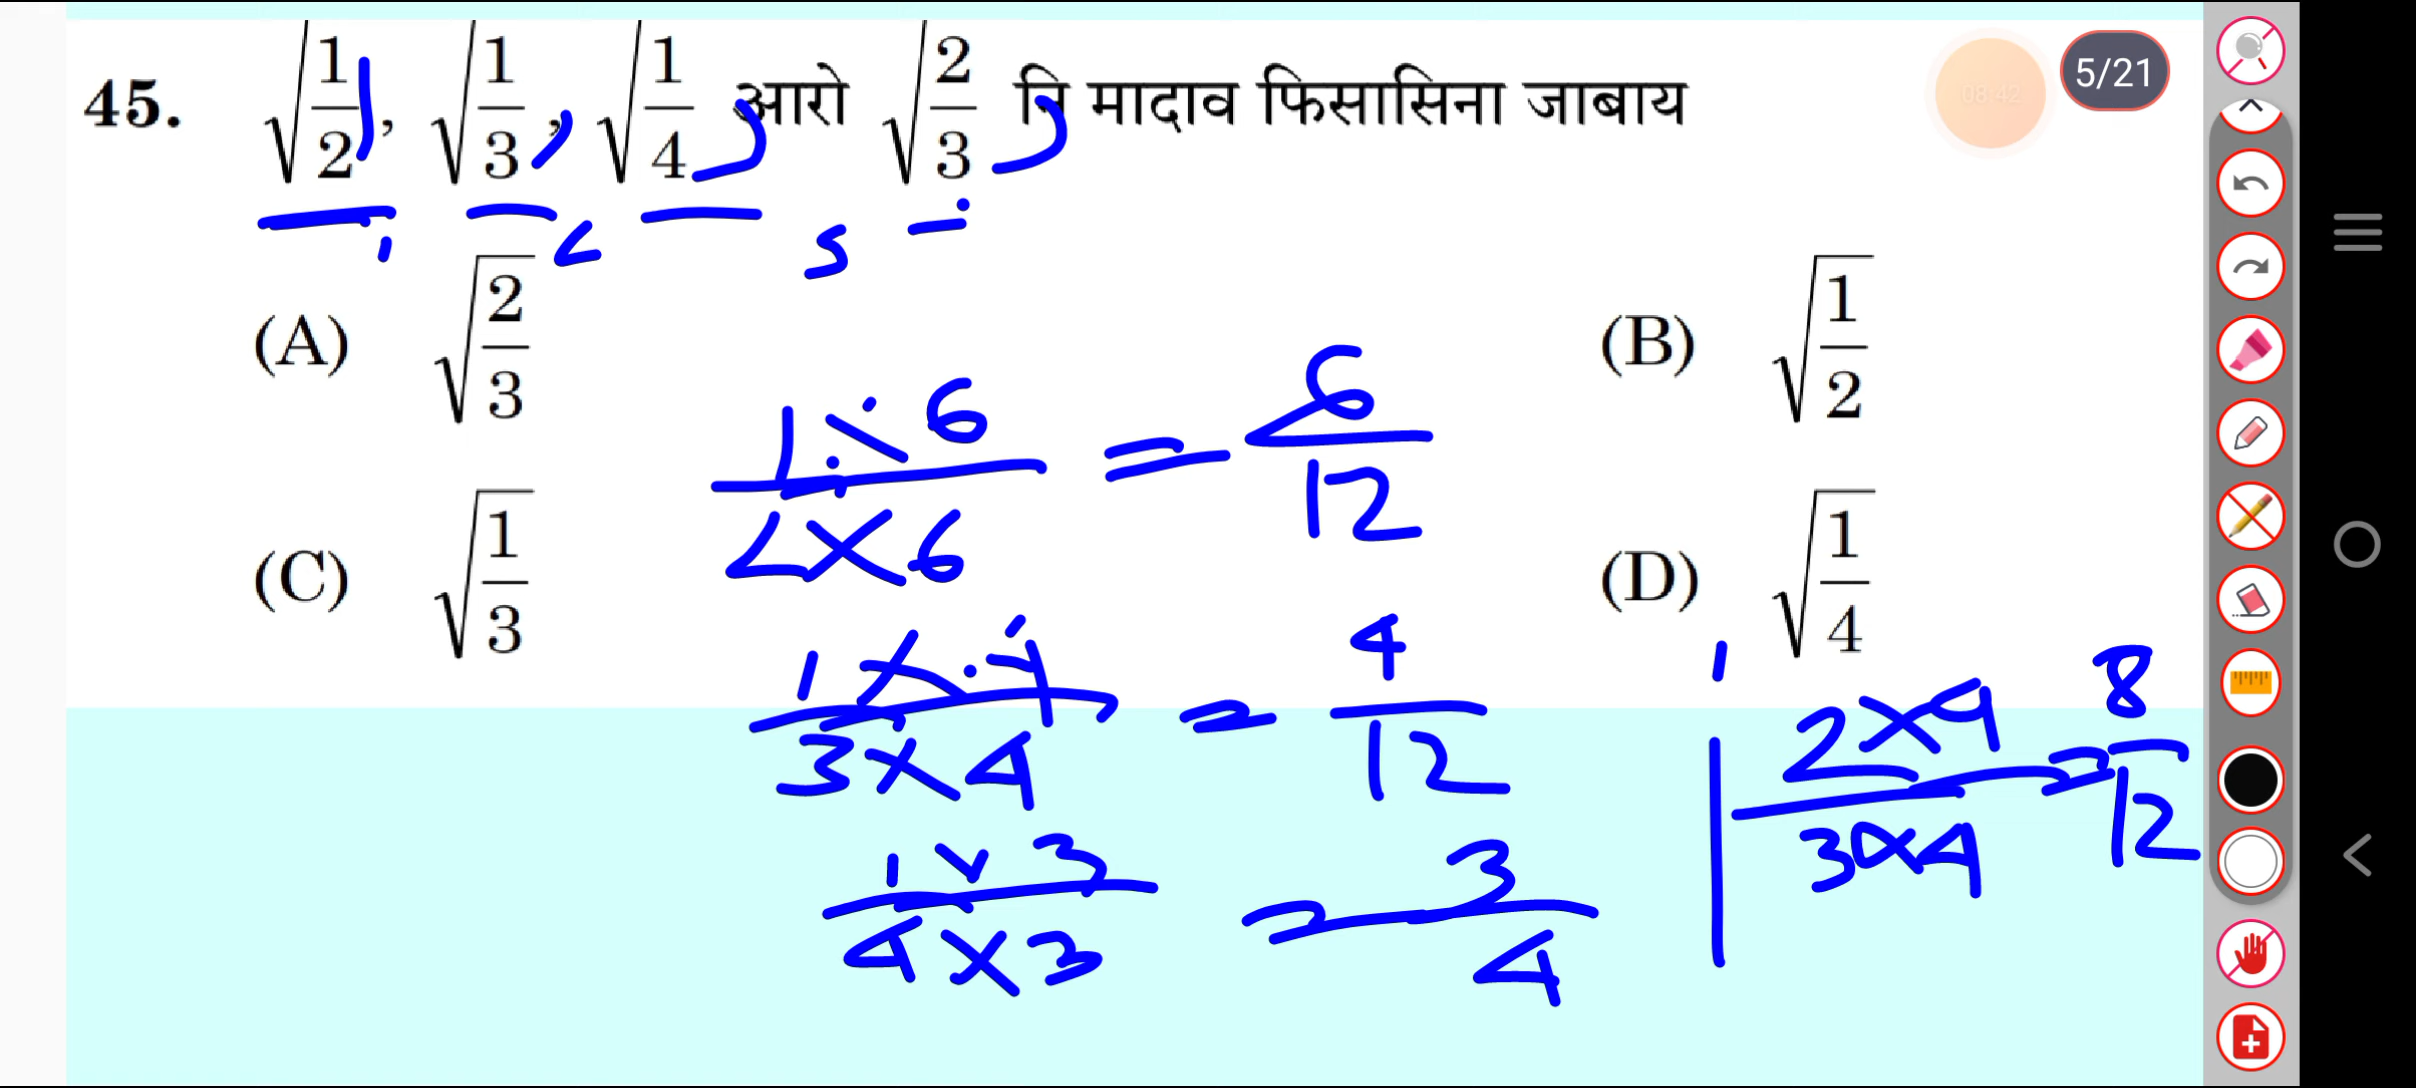 45. √(1/2), √(1/3), √(1/4) आरो √(2/3) नि मादाव फिसासिना जाबाय
5/21
08:42
(A) √(2/3) (B) √(1/2)
(C) √(1/3) (D) √(1/4)
1×6/2×6 = 6/12
1×4/3×4 = 4/12
2×4/3×4 = 8/12
1×3/4×3 = 3/4